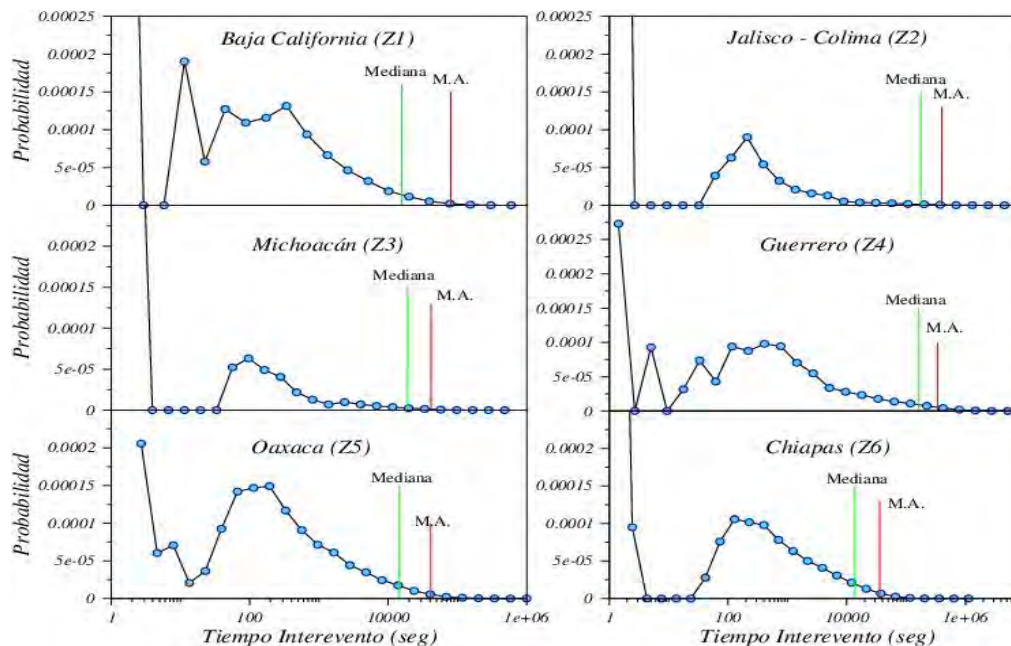 0.00025
0.0002
0.00015
0.0001
5e-05
0
Probabilidad
Baja California (Z1)
Mediana
M.A.
0.00025
0.0002
0.00015
0.0001
5e-05
0
Jalisco - Colima (Z2)
Mediana
M.A.
0.0002
0.00015
0.0001
5e-05
0
Probabilidad
Michoacán (Z3)
Mediana
M.A.
0.00025
0.0002
0.00015
0.0001
5e-05
0
Guerrero (Z4)
Mediana
M.A.
0.0002
0.00015
0.0001
5e-05
0
Probabilidad
Oaxaca (Z5)
Mediana
M.A.
1
100
10000
1e+06
Tiempo Interevento (seg)
0.0002
0.00015
0.0001
5e-05
0
Chiapas (Z6)
Mediana
M.A.
1
100
10000
1e+06
Tiempo Interevento (seg)